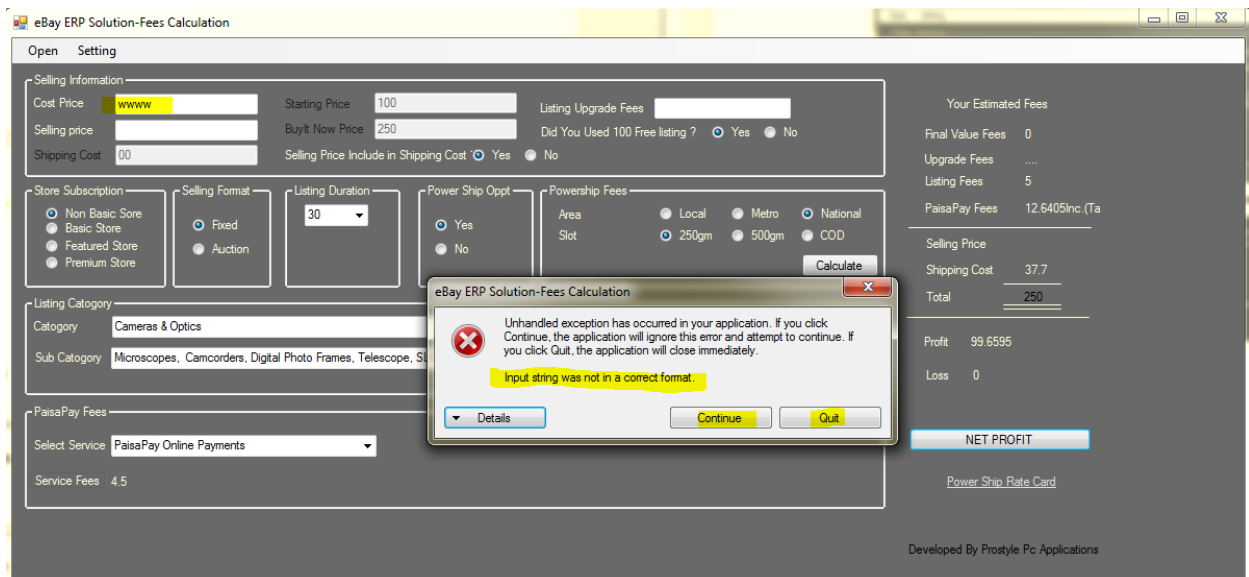 eBay ERP Solution-Fees Calculation
Open Setting
Selling Information
Cost Price wwww Starting Price 100 Listing Upgrade Fees
Selling price BuyIt Now Price 250 Did You Used 100 Free listing ? Yes No
Shipping Cost 00 Selling Price Include in Shipping Cost Yes No
Store Subscription
Non Basic Sore
Basic Store
Featured Store
Premium Store
Selling Format
Fixed
Auction
Listing Duration
30
Power Ship Oppt
Yes
No
Powership Fees
Area Local Metro National
Slot 250gm 500gm COD
Calculate
Listing Catogory
Catogory Cameras & Optics
Sub Catogory Microscopes, Camcorders, Digital Photo Frames, Telescope,
PaisaPay Fees
Select Service PaisaPay Online Payments
Service Fees 4.5
eBay ERP Solution-Fees Calculation
Unhandled exception has occurred in your application. If you click
Continue, the application will ignore this error and attempt to continue. If
you click Quit, the application will close immediately.
Input string was not in a correct format.
Details Continue Quit
Your Estimated Fees
Final Value Fees 0
Upgrade Fees ....
Listing Fees 5
PaisaPay Fees 12.6405Inc.(Ta
Selling Price
Shipping Cost 37.7
Total 250
Profit 99.6595
Loss 0
NET PROFIT
Power Ship Rate Card
Developed By Prostyle Pc Applications